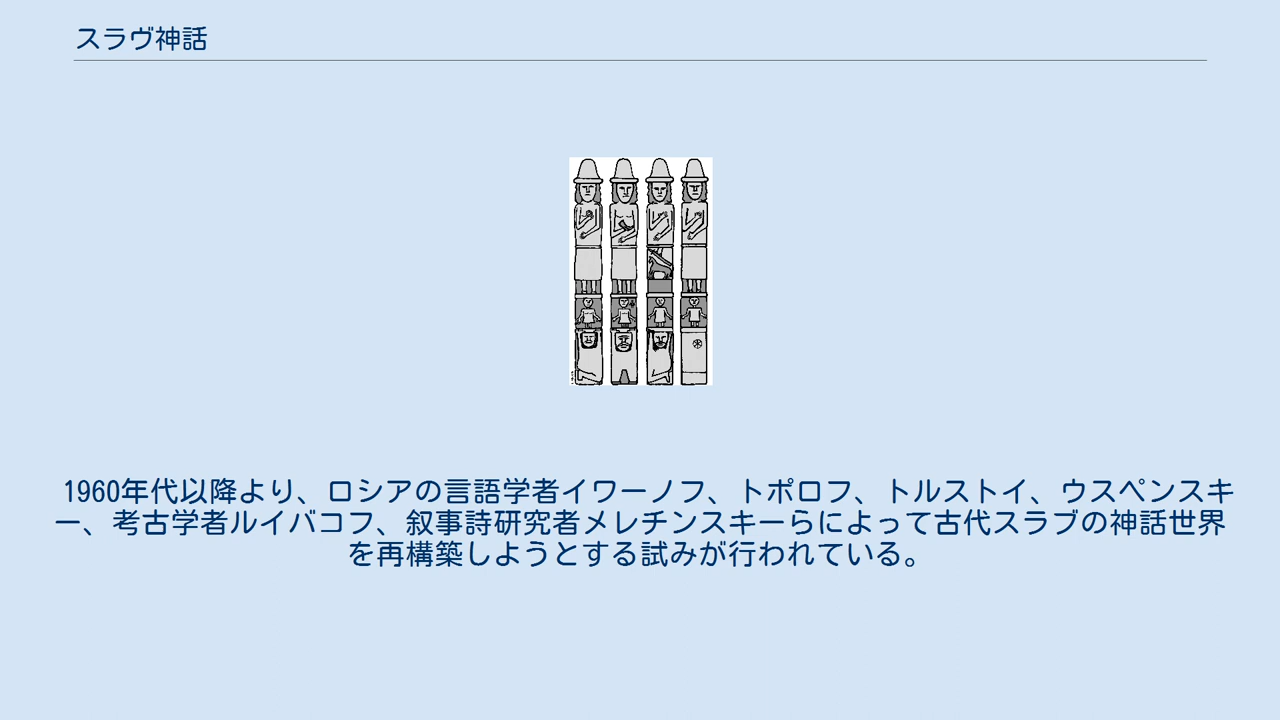 スラヴ神話
1960年代以降より、ロシアの言語学者イワーノフ、トポロフ、トルストイ、ウスペンスキ
ー、考古学者ルイバコフ、叙事詩研究者メレチンスキーらによって古代スラブの神話世界
を再構築しようとする試みが行われている。